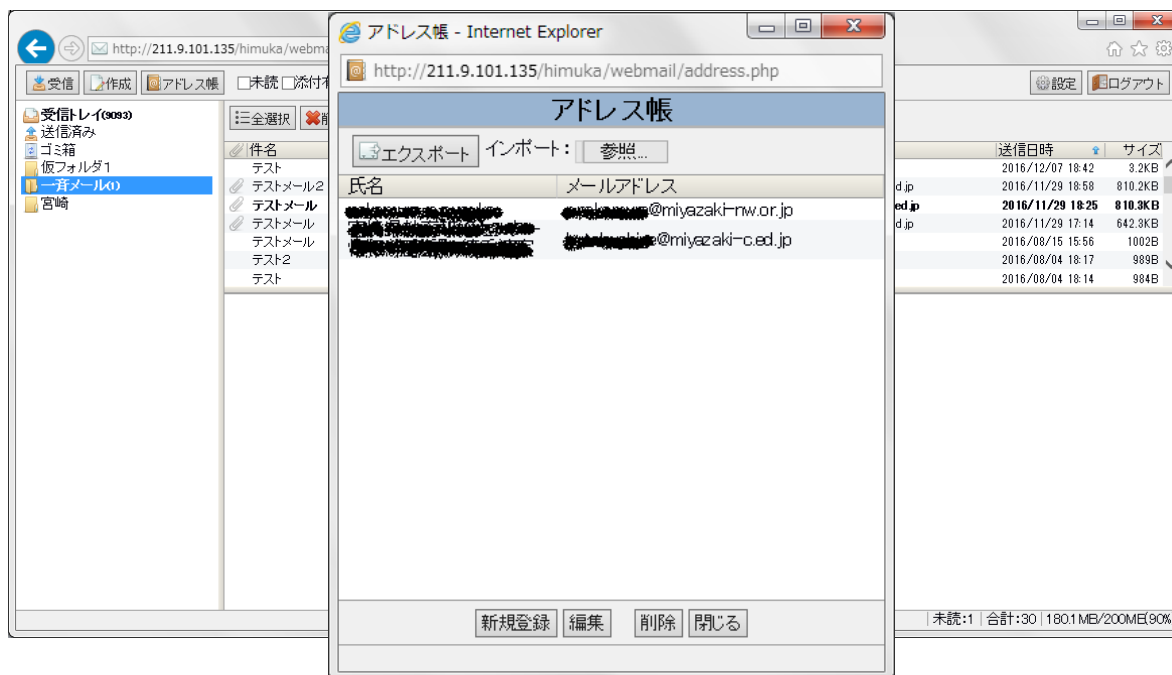 アドレス帳 - Internet Explorer
http://211.9.101.135/himuka/webma
http://211.9.101.135/himuka/webmail/address.php
受信 作成 アドレス帳 未読 添付 設定 ログアウト
アドレス帳
受信トレイ(9093)
送信済み
ゴミ箱
仮フォルダ1
一斉メール(1)
宮崎
全選択
エクスポート インポート: 参照...
氏名 メールアドレス
@miyazaki-nw.or.jp
@miyazaki-c.ed.jp
件名 送信日時 サイズ
テスト 2016/12/07 18:42 3.2KB
テストメール2 d.jp 2016/11/29 18:58 810.2KB
テストメール ed.jp 2016/11/29 18:25 810.3KB
テストメール d.jp 2016/11/29 17:14 642.3KB
テストメール 2016/08/15 15:56 1002B
テスト2 2016/08/04 18:17 989B
テスト 2016/08/04 18:14 984B
新規登録 編集 削除 閉じる
未読:1 合計:30 180.1MB/200MB(90%